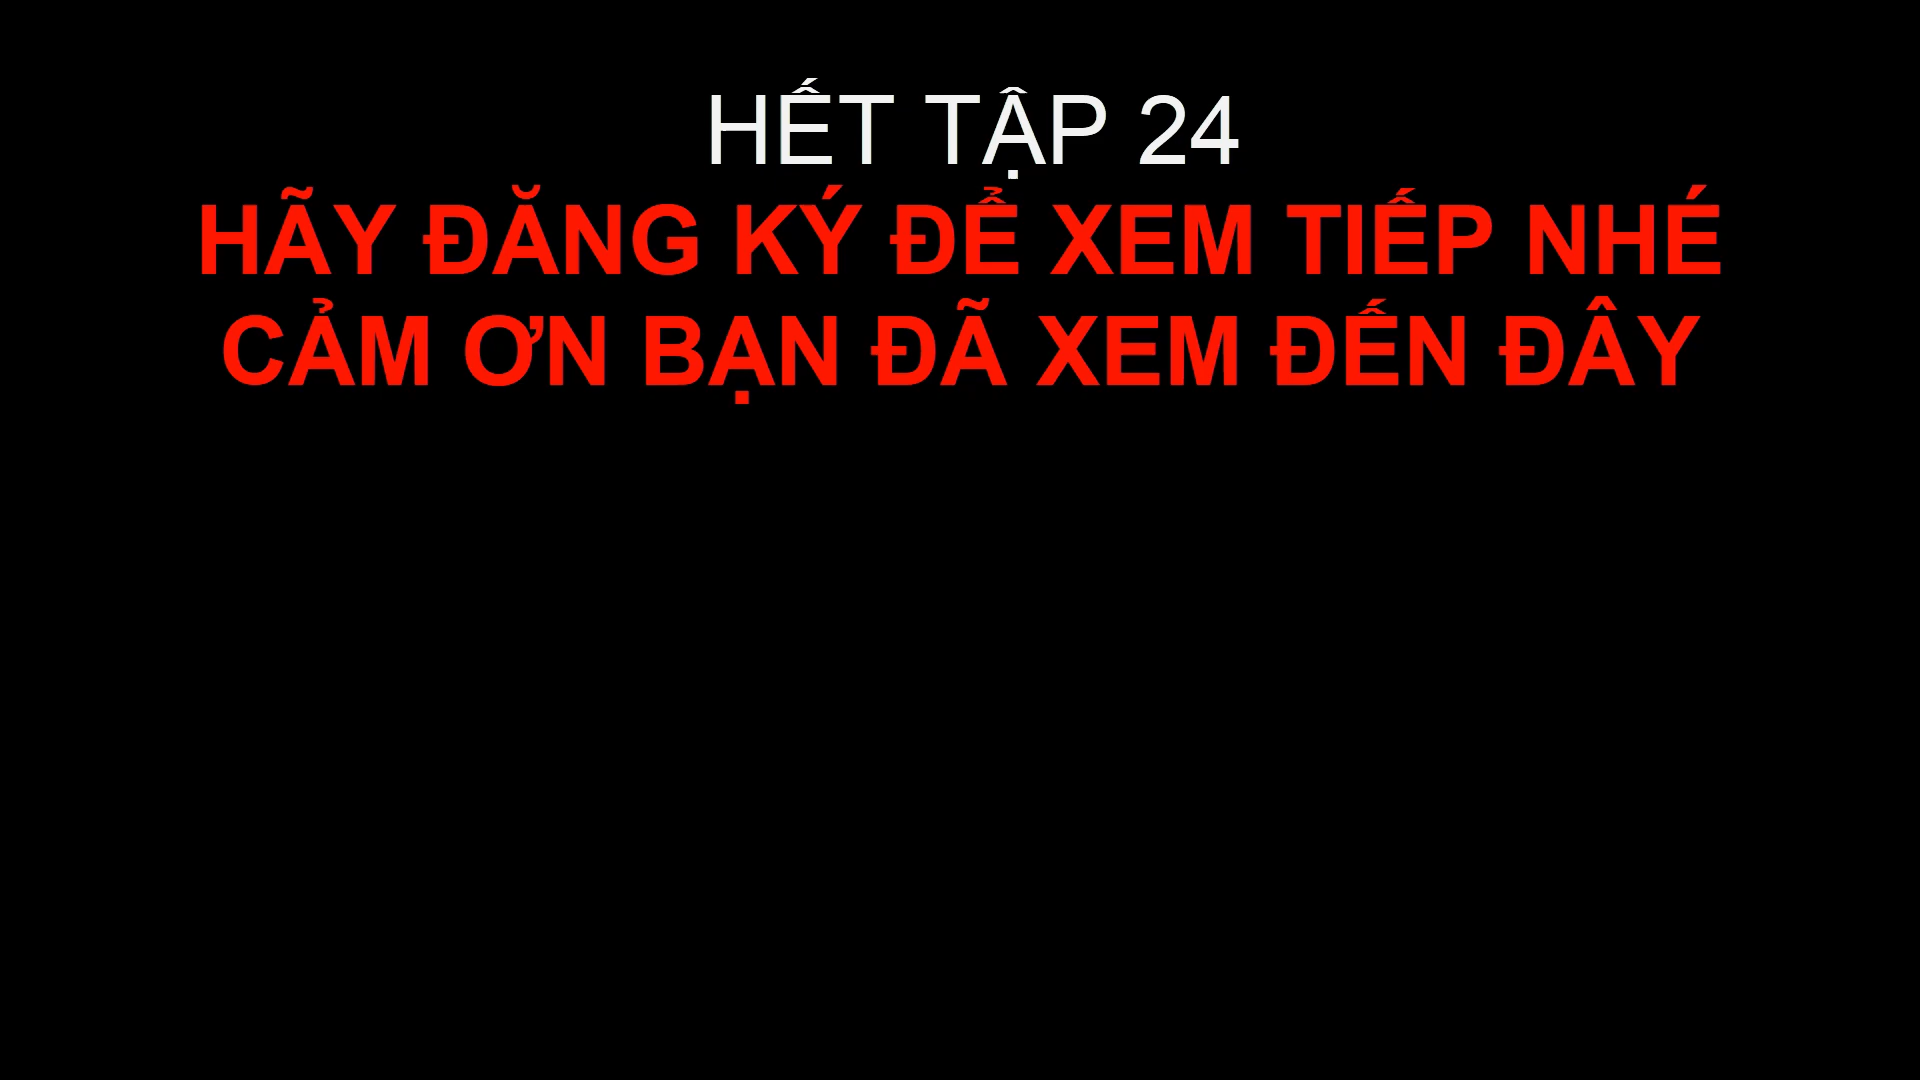 HẾT TẬP 24
HÃY ĐĂNG KÝ ĐỂ XEM TIẾP NHÉ
CẢM ƠN BẠN ĐÃ XEM ĐẾN ĐÂY